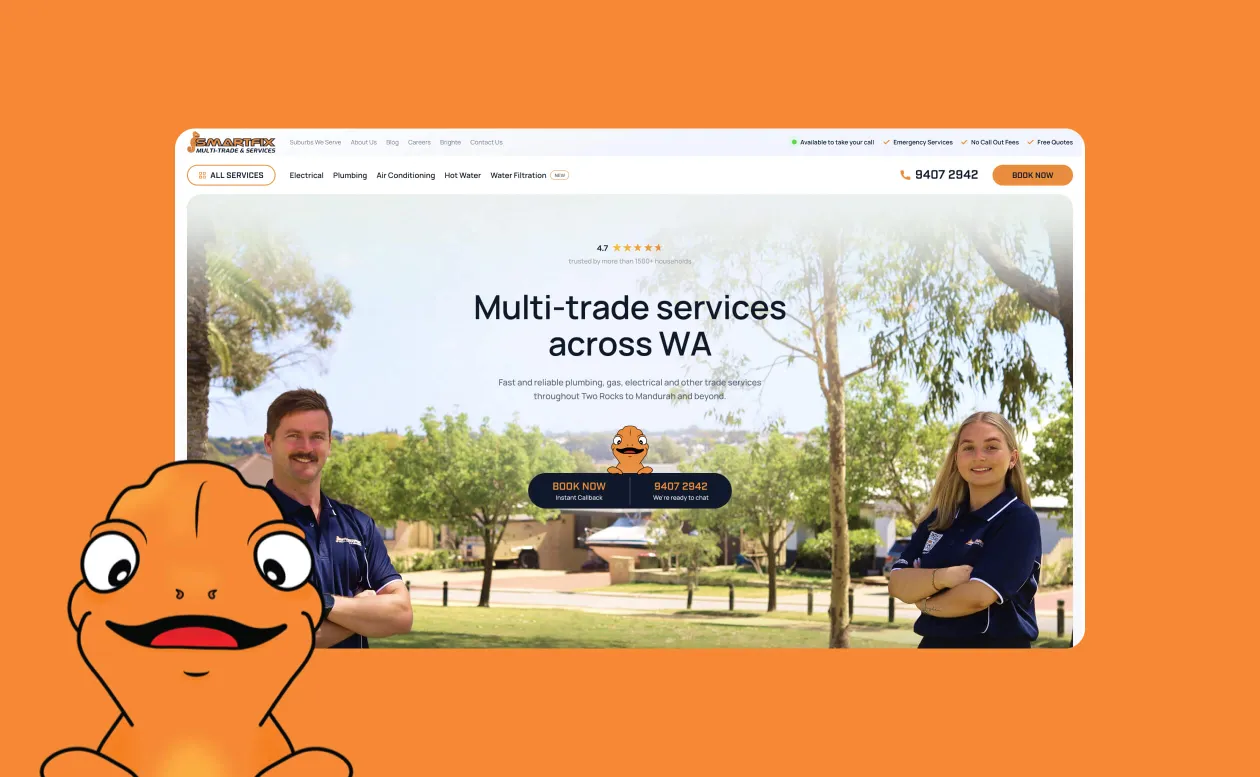 SMARTFIX
MULTI-TRADE & SERVICES
Suburbs We Serve About Us Blog Careers Brighte Contact Us
Available to take your call Emergency Services No Call Out Fees Free Quotes
ALL SERVICES Electrical Plumbing Air Conditioning Hot Water Water Filtration NEW
9407 2942 BOOK NOW
4.7
trusted by more than 1500+ households
Multi-trade services
across WA
Fast and reliable plumbing, gas, electrical and other trade services
throughout Two Rocks to Mandurah and beyond.
BOOK NOW 9407 2942
Instant Callback We're ready to chat